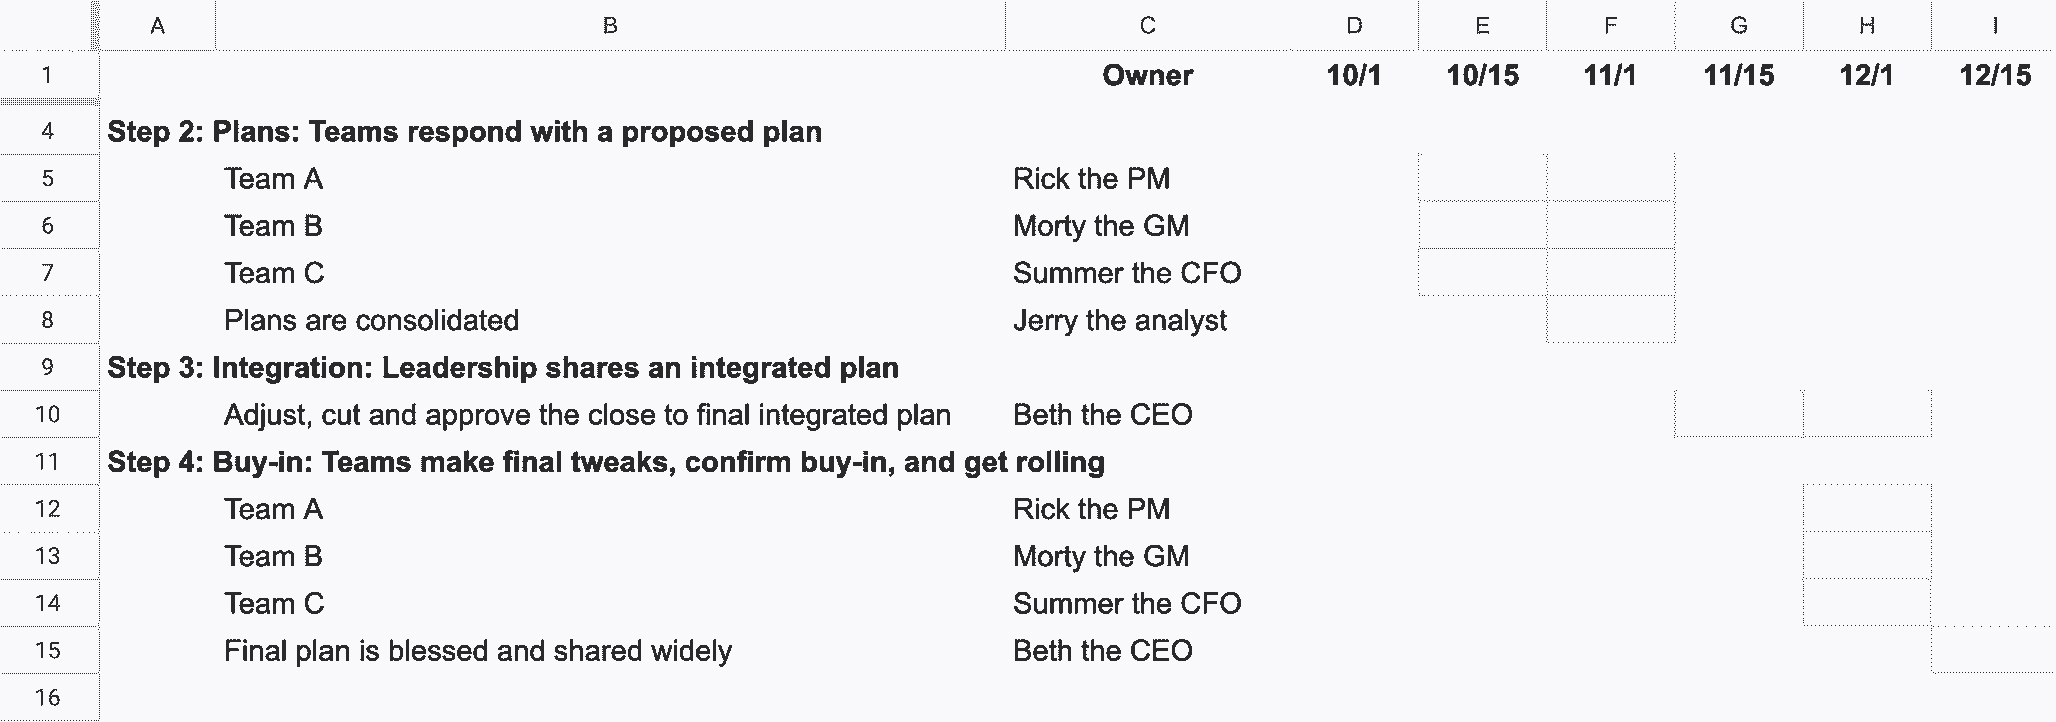 A B C D E F G H I
1 Owner 10/1 10/15 11/1 11/15 12/1 12/15
4 Step 2: Plans: Teams respond with a proposed plan
5 Team A Rick the PM
6 Team B Morty the GM
7 Team C Summer the CFO
8 Plans are consolidated Jerry the analyst
9 Step 3: Integration: Leadership shares an integrated plan
10 Adjust, cut and approve the close to final integrated plan Beth the CEO
11 Step 4: Buy-in: Teams make final tweaks, confirm buy-in, and get rolling
12 Team A Rick the PM
13 Team B Morty the GM
14 Team C Summer the CFO
15 Final plan is blessed and shared widely Beth the CEO
16